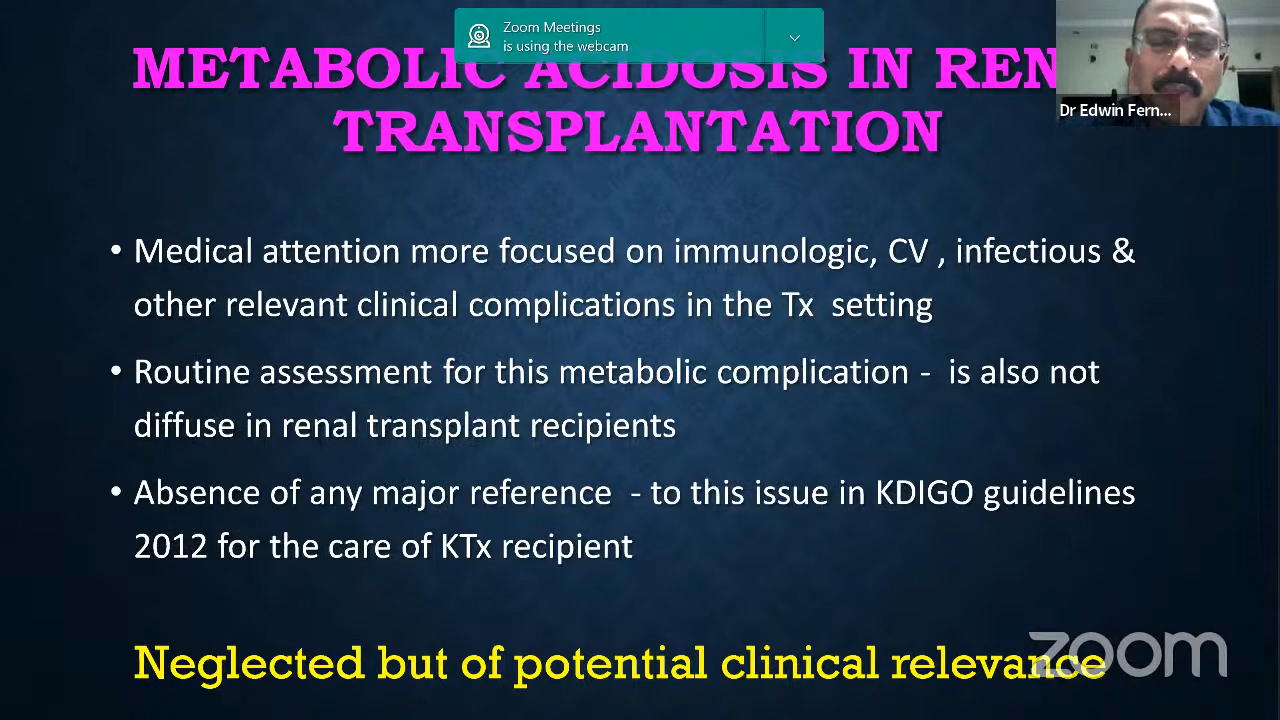 Zoom Meetings
is using the webcam
METABOLIC ACIDOSIS IN REN
TRANSPLANTATION
Dr Edwin Fern...
• Medical attention more focused on immunologic, CV , infectious &
other relevant clinical complications in the Tx setting
• Routine assessment for this metabolic complication - is also not
diffuse in renal transplant recipients
• Absence of any major reference - to this issue in KDIGO guidelines
2012 for the care of KTx recipient
Neglected but of potential clinical relevance
zoom